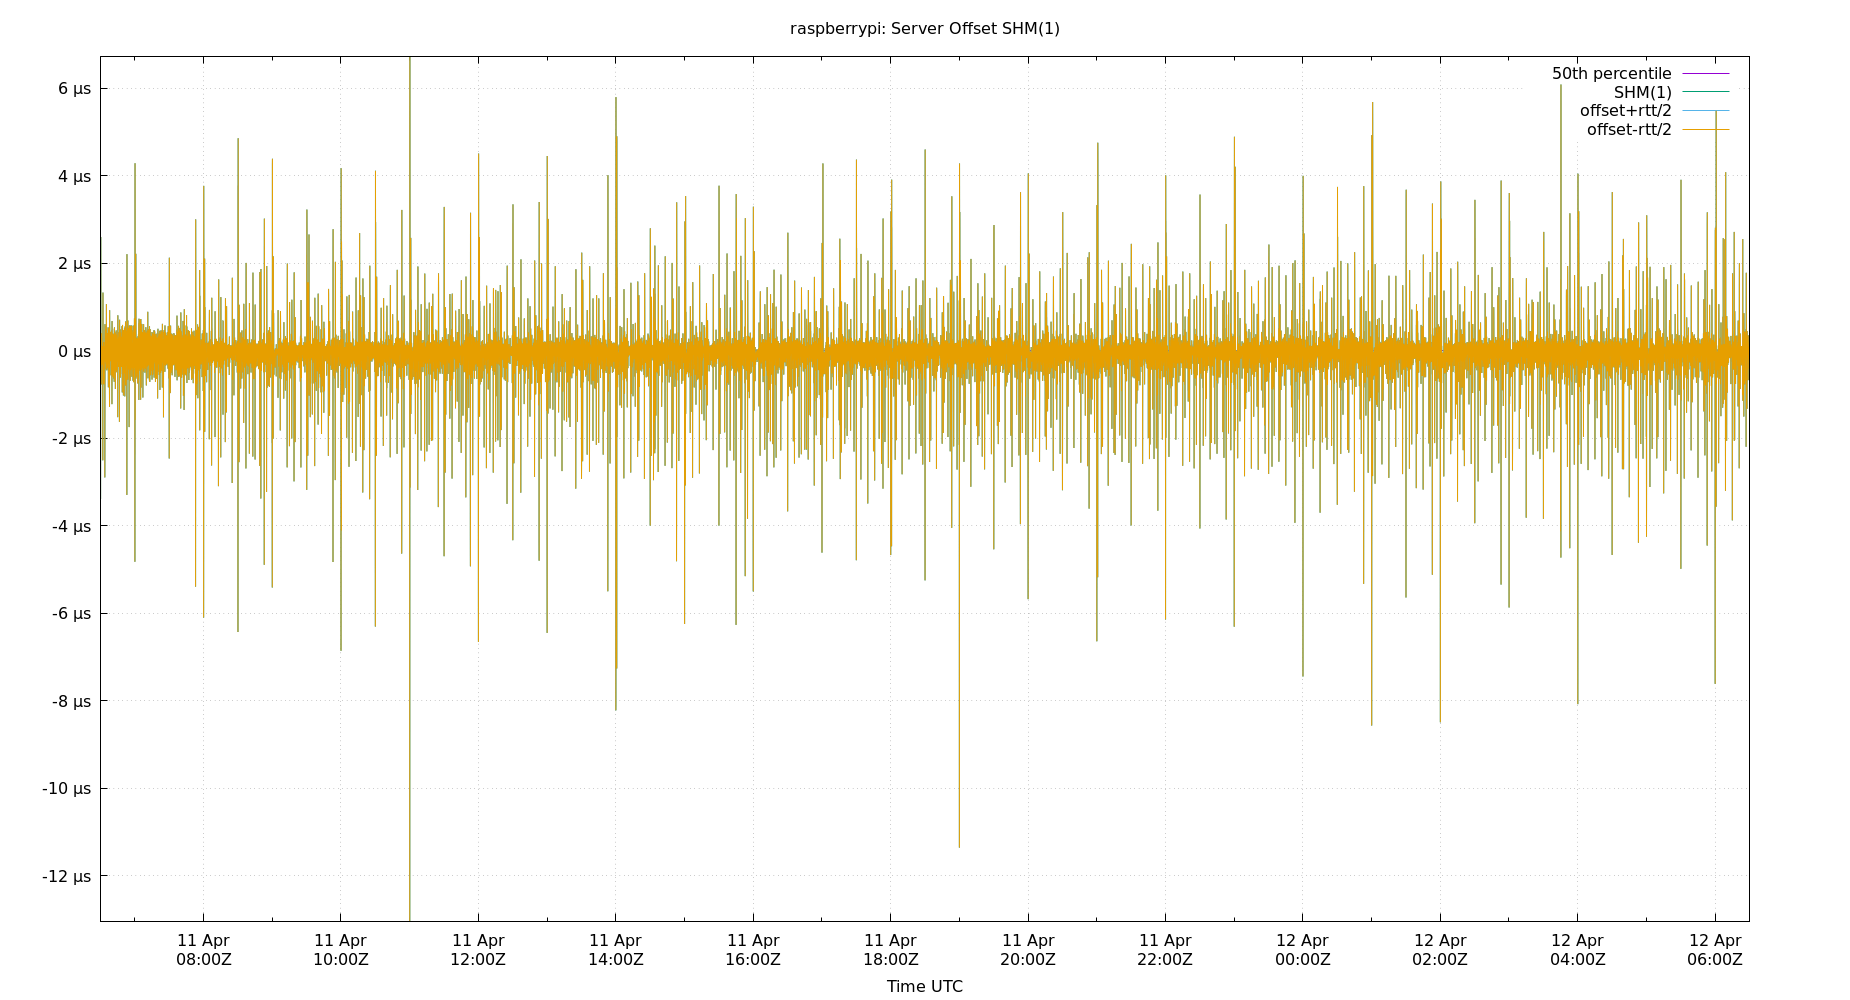 raspberrypi: Server Offset SHM(1)
50th percentile
SHM(1)
offset+rtt/2
offset-rtt/2
6 µs
4 µs
2 µs
0 µs
-2 µs
-4 µs
-6 µs
-8 µs
-10 µs
-12 µs
11 Apr 11 Apr 11 Apr 11 Apr 11 Apr 11 Apr 11 Apr 11 Apr 12 Apr 12 Apr 12 Apr 12 Apr
08:00Z 10:00Z 12:00Z 14:00Z 16:00Z 18:00Z 20:00Z 22:00Z 00:00Z 02:00Z 04:00Z 06:00Z
Time UTC